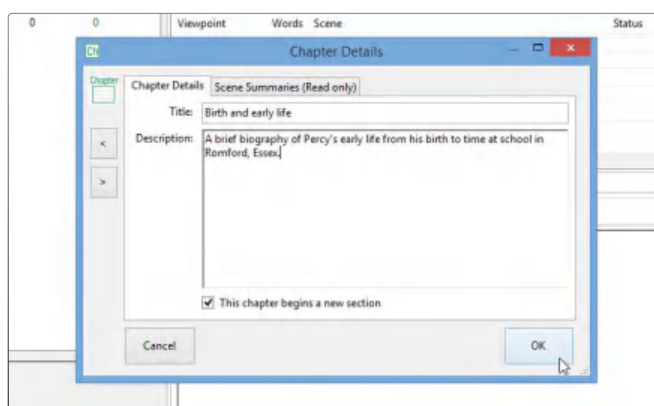 0 0 Viewpoint Words Scene Status
Ch Chapter Details
Chapter
Chapter Details Scene Summaries (Read only)
Title: Birth and early life
< Description: A brief biography of Percy's early life from his birth to time at school in
Romford, Essex.
>
This chapter begins a new section
Cancel OK